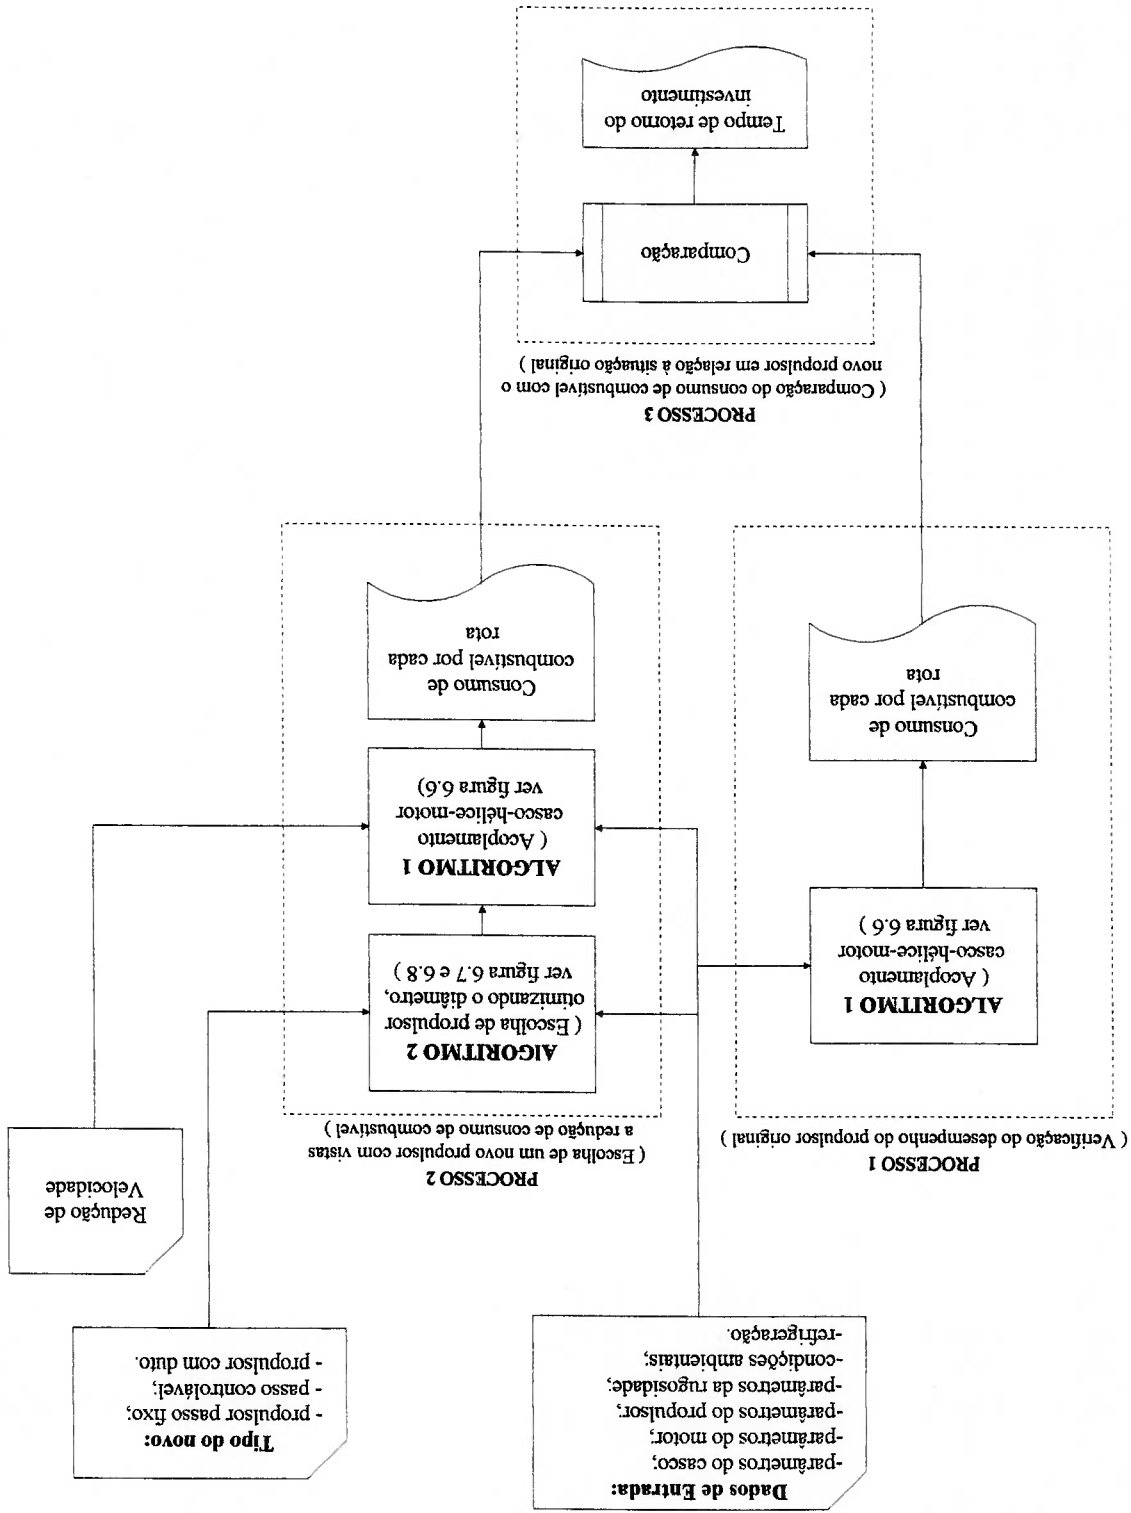 Dados de Entrada:
-parâmetros do casco;
-parâmetros do motor;
-parâmetros do propulsor;
-parâmetros da rugosidade;
-condições ambientais;
-refrigeração.
Tipo do novo:
- propulsor passo fixo;
- passo controlável;
- propulsor com duto.
Redução de
Velocidade
PROCESSO 1
( Verificação do desempenho do propulsor original )
ALGORITMO 1
( Acoplamento
casco-hélice-motor
ver figura 6.6 )
Consumo de
combustível por cada
rota
PROCESSO 2
( Escolha de um novo propulsor com vistas
a redução de consumo de combustível )
AlGORITMO 2
( Escolha de propulsor
otimizando o diâmetro,
ver figura 6.7 e 6.8 )
ALGORITMO 1
( Acoplamento
casco-hélice-motor
ver figura 6.6)
Consumo de
combustível por cada
rota
PROCESSO 3
( Comparação do consumo de combustível com o
novo propulsor em relação à situação original )
Comparação
Tempo de retorno do
investimento